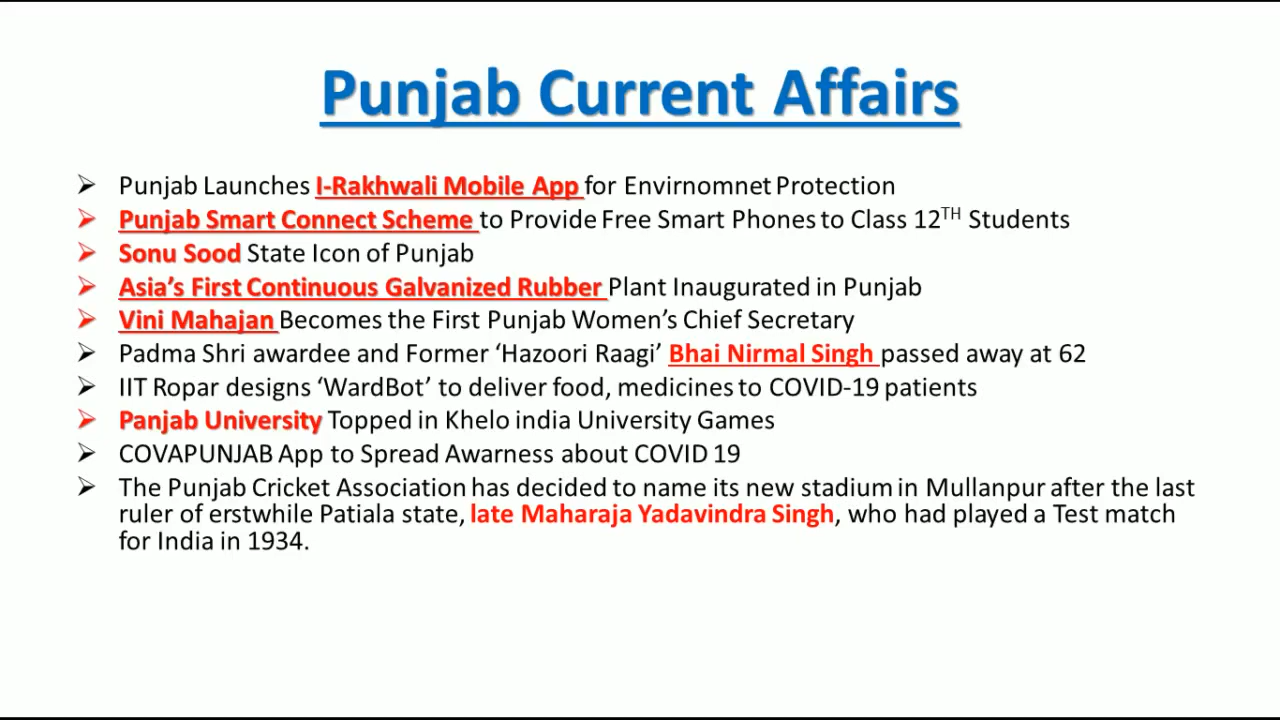 Punjab Current Affairs
Punjab Launches I-Rakhwali Mobile App for Envirnomnet Protection
Punjab Smart Connect Scheme to Provide Free Smart Phones to Class 12TH Students
Sonu Sood State Icon of Punjab
Asia's First Continuous Galvanized Rubber Plant Inaugurated in Punjab
Vini Mahajan Becomes the First Punjab Women's Chief Secretary
Padma Shri awardee and Former 'Hazoori Raagi' Bhai Nirmal Singh passed away at 62
IIT Ropar designs 'WardBot' to deliver food, medicines to COVID-19 patients
Panjab University Topped in Khelo india University Games
COVAPUNJAB App to Spread Awarness about COVID 19
The Punjab Cricket Association has decided to name its new stadium in Mullanpur after the last
ruler of erstwhile Patiala state, late Maharaja Yadavindra Singh, who had played a Test match
for India in 1934.